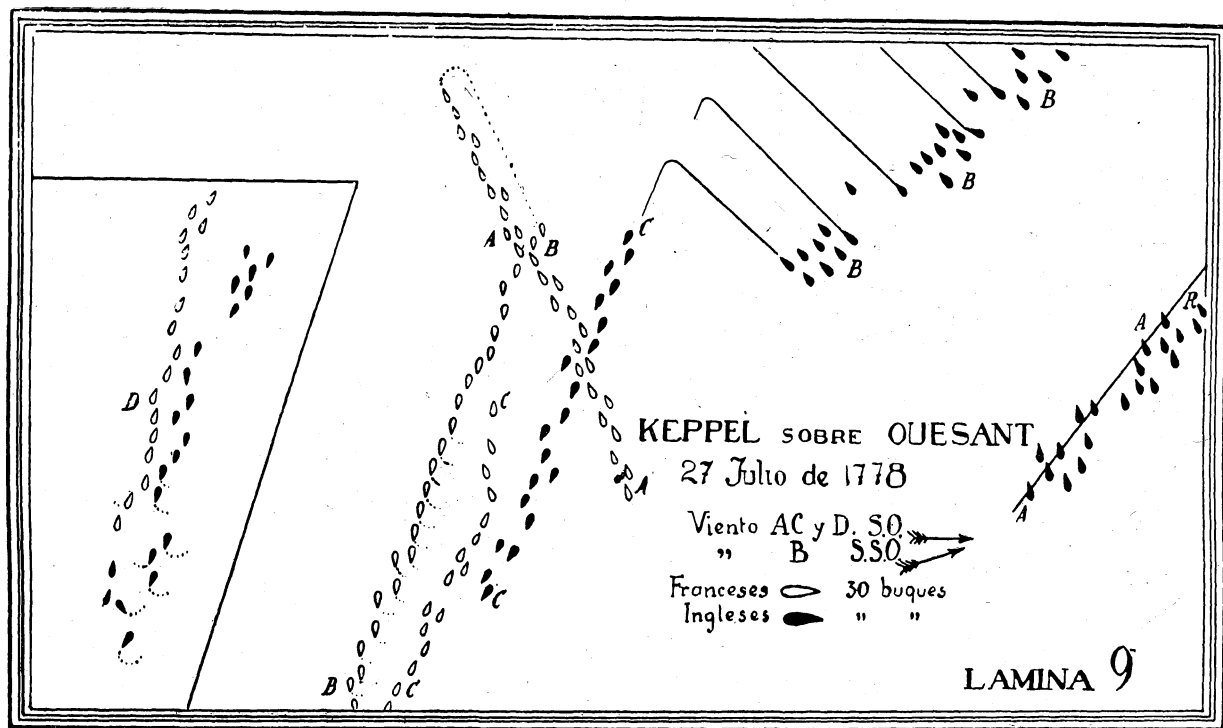 B
B
A
B
C
B
D
C
A
R
A
A
C
B
C
KEPPEL SOBRE OUESANT
27 Julio de 1778
Viento AC y D. S.O.
" B S.S.O.
Franceses 30 buques
Ingleses " "
LAMINA 9